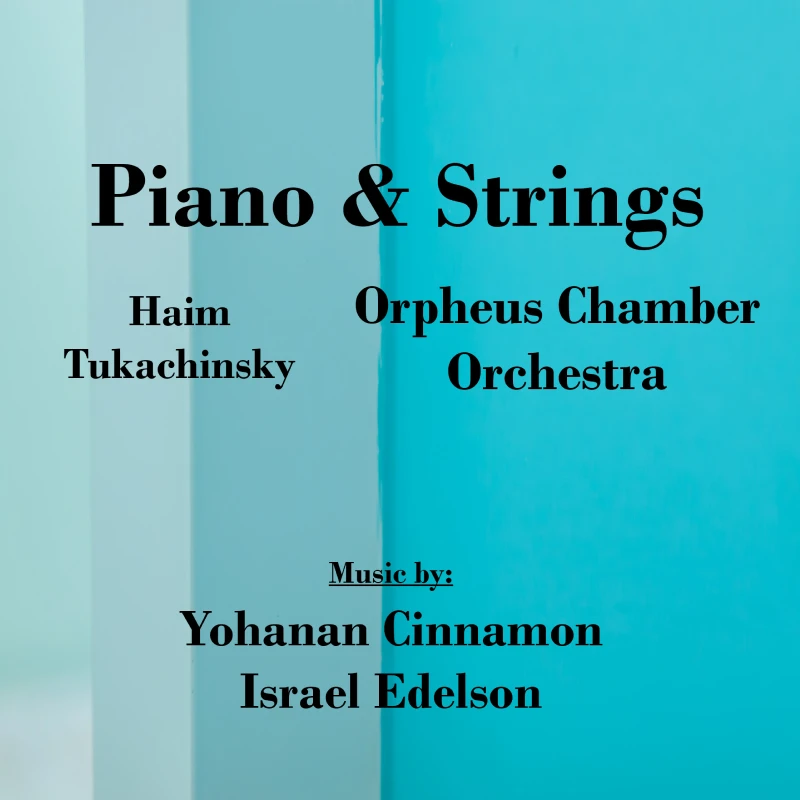 Piano & Strings
Haim
Tukachinsky
Orpheus Chamber
Orchestra
Music by:
Yohanan Cinnamon
Israel Edelson